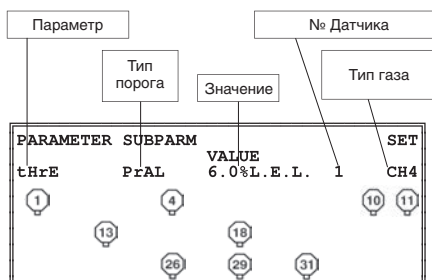 Параметр
№ Датчика
Тип порога
Значение
Тип газа
PARAMETER SUBPARM SET
VALUE
tHrE PrAL 6.0%L.E.L. 1 CH4
1 4 10 11
13 18
26 29 31